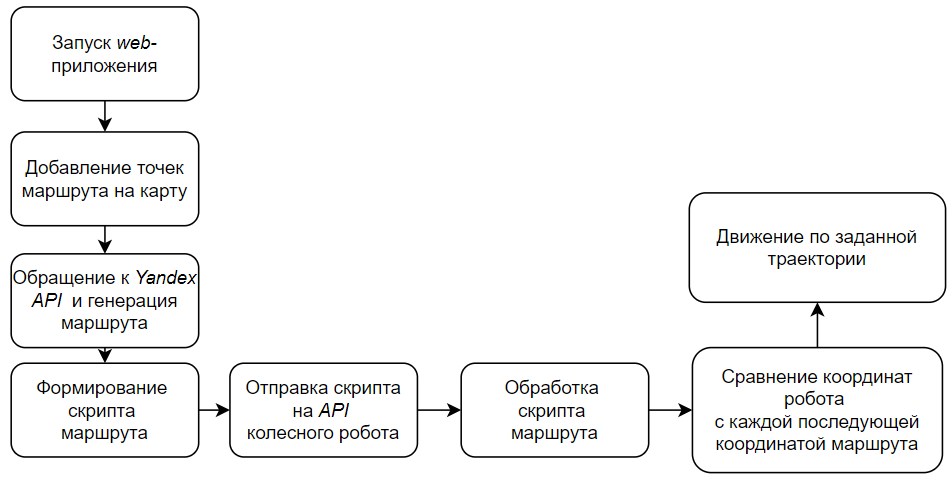 Запуск web-
приложения
Добавление точек
маршрута на карту
Обращение к Yandex
API и генерация
маршрута
Формирование
скрипта
маршрута
Отправка скрипта
на API
колесного робота
Обработка
скрипта
маршрута
Сравнение координат
робота
с каждой последующей
координатой маршрута
Движение по заданной
траектории